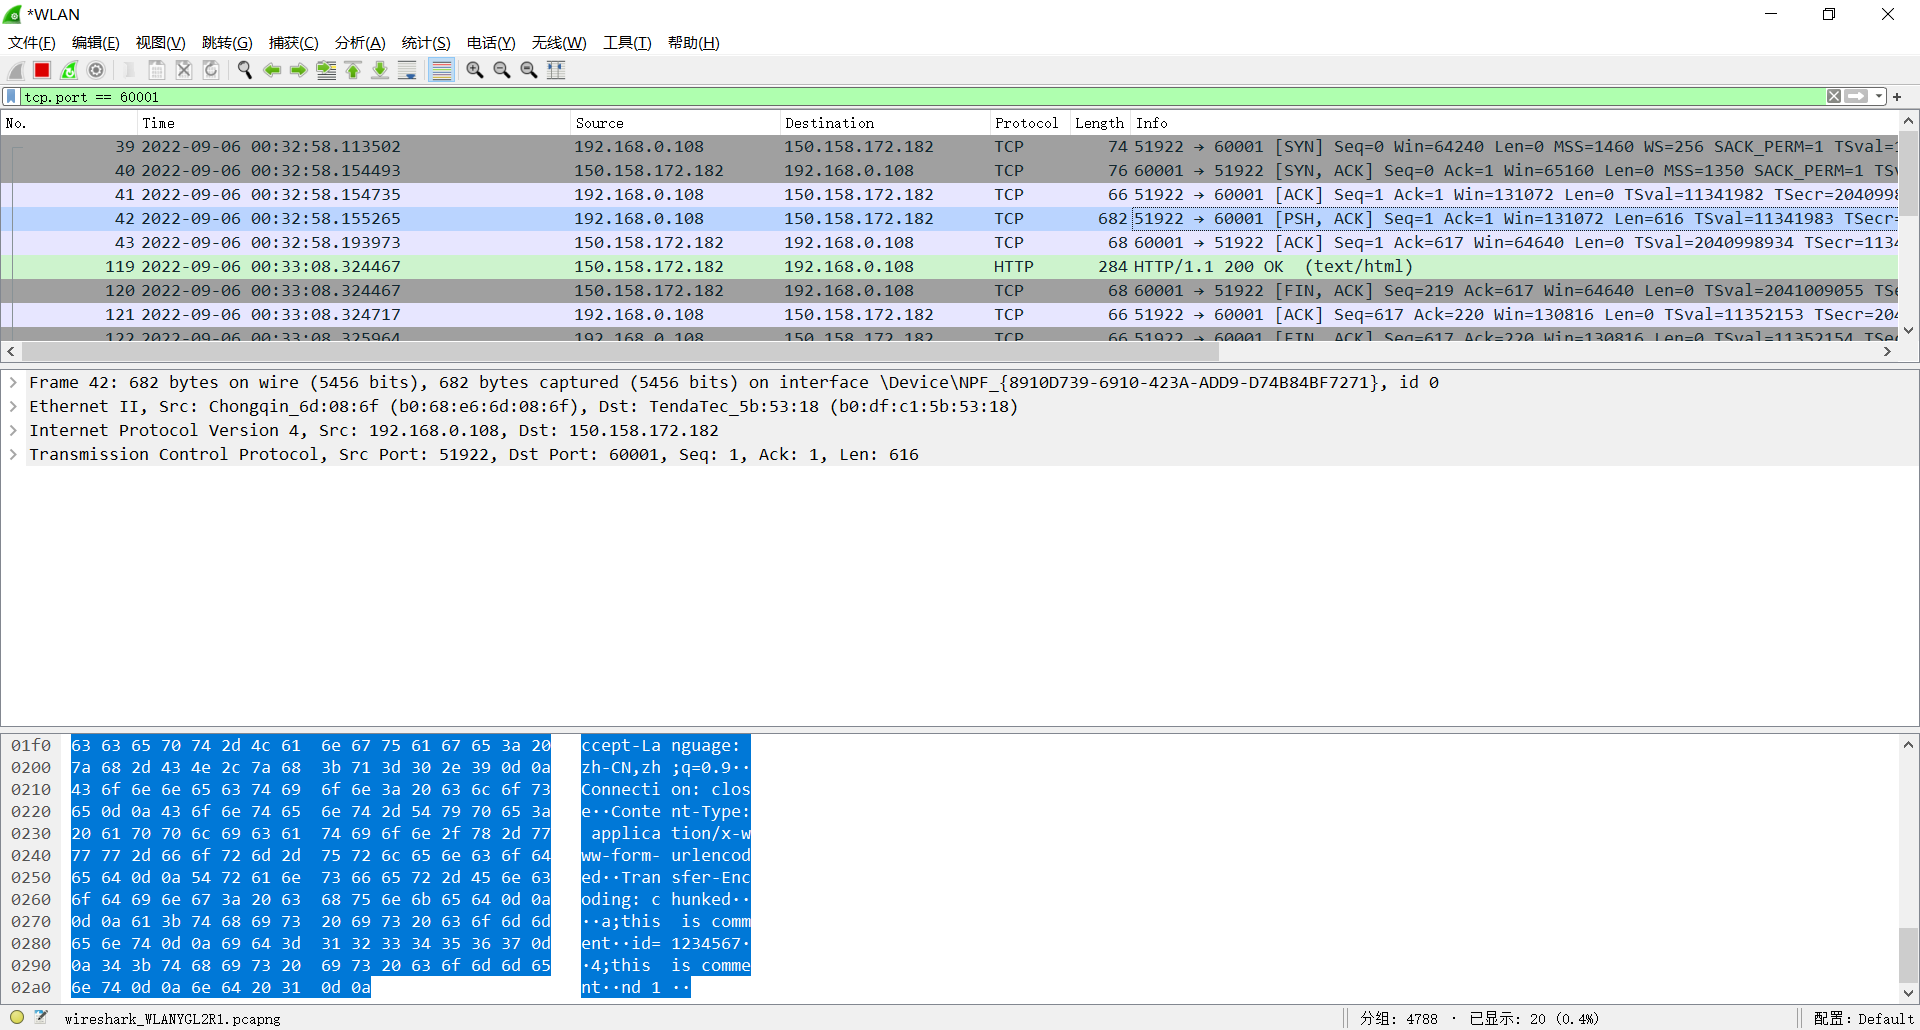 *WLAN
文件(F) 编辑(E) 视图(V) 跳转(G) 捕获(C) 分析(A) 统计(S) 电话(Y) 无线(W) 工具(T) 帮助(H)
tcp.port == 60001
No. Time Source Destination Protocol Length Info
39 2022-09-06 00:32:58.113502 192.168.0.108 150.158.172.182 TCP 74 51922 → 60001 [SYN] Seq=0 Win=64240 Len=0 MSS=1460 WS=256 SACK_PERM=1 TSval=1
40 2022-09-06 00:32:58.154493 150.158.172.182 192.168.0.108 TCP 76 60001 → 51922 [SYN, ACK] Seq=0 Ack=1 Win=65160 Len=0 MSS=1350 SACK_PERM=1 TSv
41 2022-09-06 00:32:58.154735 192.168.0.108 150.158.172.182 TCP 66 51922 → 60001 [ACK] Seq=1 Ack=1 Win=131072 Len=0 TSval=11341982 TSecr=2040998
42 2022-09-06 00:32:58.155265 192.168.0.108 150.158.172.182 TCP 682 51922 → 60001 [PSH, ACK] Seq=1 Ack=1 Win=131072 Len=616 TSval=11341983 TSecr=
43 2022-09-06 00:32:58.193973 150.158.172.182 192.168.0.108 TCP 68 60001 → 51922 [ACK] Seq=1 Ack=617 Win=64640 Len=0 TSval=2040998934 TSecr=1134
119 2022-09-06 00:33:08.324467 150.158.172.182 192.168.0.108 HTTP 284 HTTP/1.1 200 OK (text/html)
120 2022-09-06 00:33:08.324467 150.158.172.182 192.168.0.108 TCP 68 60001 → 51922 [FIN, ACK] Seq=219 Ack=617 Win=64640 Len=0 TSval=2041009055 TSe
121 2022-09-06 00:33:08.324717 192.168.0.108 150.158.172.182 TCP 66 51922 → 60001 [ACK] Seq=617 Ack=220 Win=130816 Len=0 TSval=11352153 TSecr=204
122 2022-09-06 00:33:08.325964 192.168.0.108 150.158.172.182 TCP 66 51922 → 60001 [FIN, ACK] Seq=617 Ack=220 Win=130816 Len=0 TSval=11352154 TSec
Frame 42: 682 bytes on wire (5456 bits), 682 bytes captured (5456 bits) on interface \Device\NPF_{8910D739-6910-423A-ADD9-D74B84BF7271}, id 0
Ethernet II, Src: Chongqin_6d:08:6f (b0:68:e6:6d:08:6f), Dst: TendaTec_5b:53:18 (b0:df:c1:5b:53:18)
Internet Protocol Version 4, Src: 192.168.0.108, Dst: 150.158.172.182
Transmission Control Protocol, Src Port: 51922, Dst Port: 60001, Seq: 1, Ack: 1, Len: 616
01f0 63 63 65 70 74 2d 4c 61 6e 67 75 61 67 65 3a 20 ccept-La nguage:
0200 7a 68 2d 43 4e 2c 7a 68 3b 71 3d 30 2e 39 0d 0a zh-CN,zh ;q=0.9··
0210 43 6f 6e 6e 65 63 74 69 6f 6e 3a 20 63 6c 6f 73 Connecti on: clos
0220 65 0d 0a 43 6f 6e 74 65 6e 74 2d 54 79 70 65 3a e··Conte nt-Type:
0230 20 61 70 70 6c 69 63 61 74 69 6f 6e 2f 78 2d 77 applica tion/x-w
0240 77 77 2d 66 6f 72 6d 2d 75 72 6c 65 6e 63 6f 64 ww-form- urlencod
0250 65 64 0d 0a 54 72 61 6e 73 66 65 72 2d 45 6e 63 ed··Tran sfer-Enc
0260 6f 64 69 6e 67 3a 20 63 68 75 6e 6b 65 64 0d 0a oding: c hunked··
0270 0d 0a 61 3b 74 68 69 73 20 69 73 20 63 6f 6d 6d ··a;this is comm
0280 65 6e 74 0d 0a 69 64 3d 31 32 33 34 35 36 37 0d ent··id= 1234567·
0290 0a 34 3b 74 68 69 73 20 69 73 20 63 6f 6d 6d 65 ·4;this is comme
02a0 6e 74 0d 0a 6e 64 20 31 0d 0a nt··nd 1 ··
wireshark_WLANYGL2R1.pcapng 分组: 4788 · 已显示: 20 (0.4%) 配置: Default